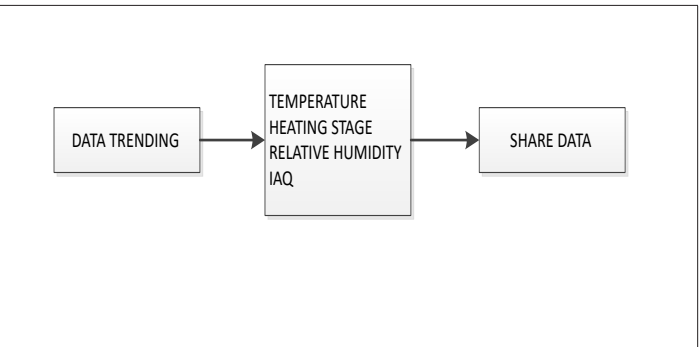 DATA TRENDING
TEMPERATURE
HEATING STAGE
RELATIVE HUMIDITY
IAQ
SHARE DATA